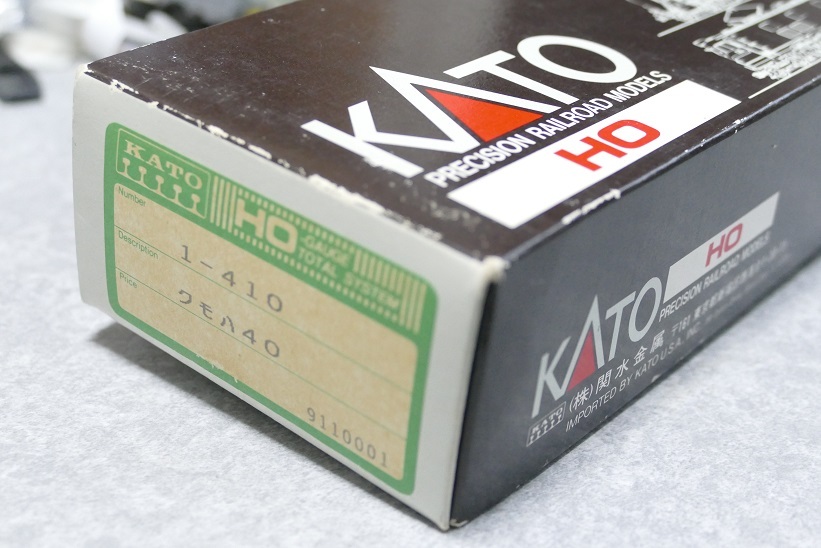 KATO
PRECISION RAILROAD MODELS
HO
KATO
HO
-GAUGE
TOTAL SYSTEM
Number
1-410
Description
クモハ40
Price
9110001
HO
KATO
PRECISION RAILROAD MODELS
(株)関水金属
KATO
IMPORTED BY KATO U.S.A. INC.